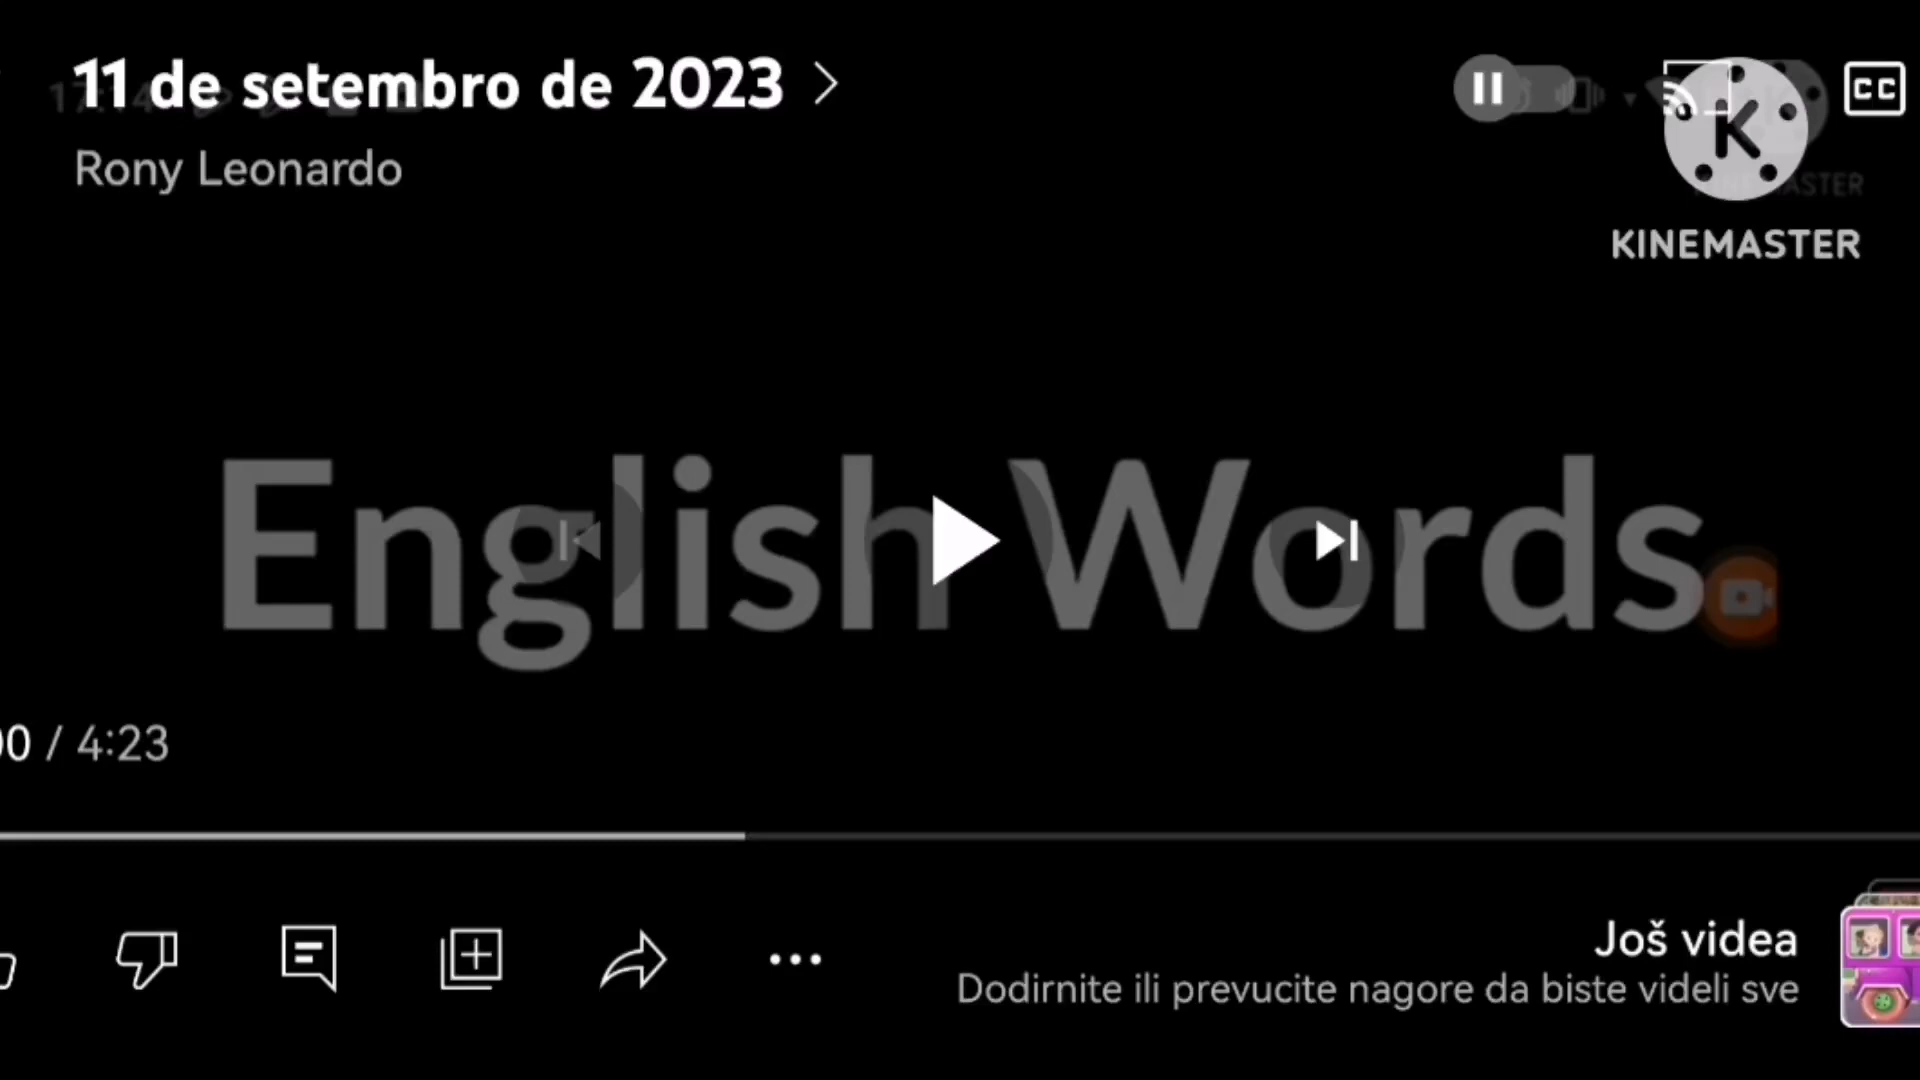 11 de setembro de 2023
Rony Leonardo
CC
K
KINEMASTER
English Words
/ 4:23
Još videa
Dodirnite ili prevucite nagore da biste videli sve